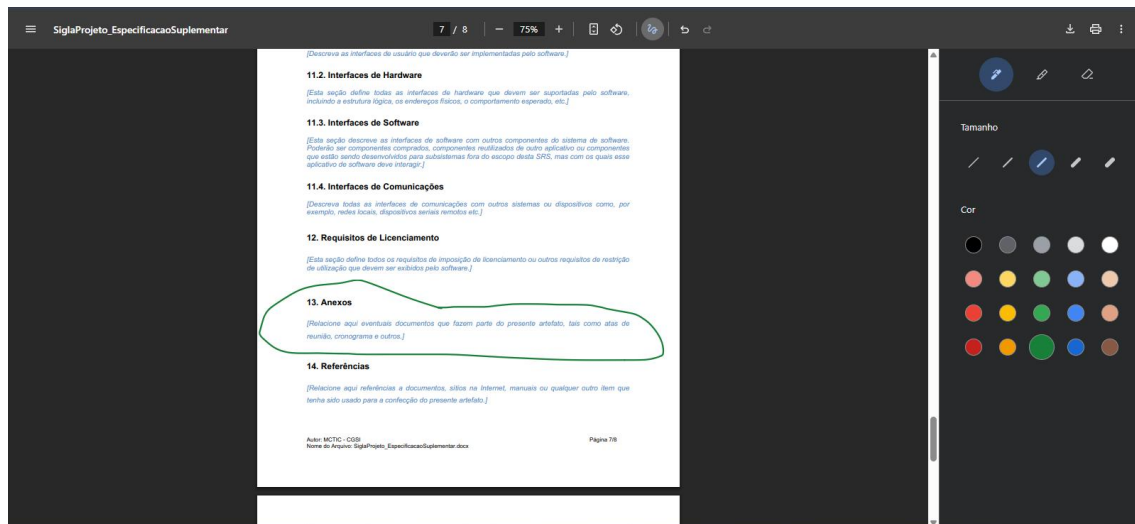 SiglaProjeto_EspecificacaoSuplementar
7 / 8
75%
[Descreva as interfaces de usuário que deverão ser implementadas pelo software.]
11.2. Interfaces de Hardware
[Esta seção define todas as interfaces de hardware que devem ser suportadas pelo software,
incluindo a estrutura lógica, os endereços físicos, o comportamento esperado, etc.]
11.3. Interfaces de Software
[Esta seção descreve as interfaces de software com outros componentes do sistema de software.
Poderão ser componentes comprados, componentes reutilizados de outro aplicativo ou componentes
que estão sendo desenvolvidos para subsistemas fora do escopo desta SRS, mas com os quais esse
aplicativo de software deve interagir.]
11.4. Interfaces de Comunicações
[Descreva todas as interfaces de comunicações com outros sistemas ou dispositivos como, por
exemplo, redes locais, dispositivos seriais remotos etc.]
12. Requisitos de Licenciamento
[Esta seção define todos os requisitos de imposição de licenciamento ou outros requisitos de restrição
de utilização que devem ser exibidos pelo software.]
13. Anexos
[Relacione aqui eventuais documentos que fazem parte do presente artefato, tais como atas de
reunião, cronograma e outros.]
14. Referências
[Relacione aqui referências a documentos, sítios na Internet, manuais ou qualquer outro item que
tenha sido usado para a confecção do presente artefato.]
Autor: MCTIC - CGSI
Nome do Arquivo: SiglaProjeto_EspecificacaoSuplementar.docx
Página 7/8
Tamanho
Cor